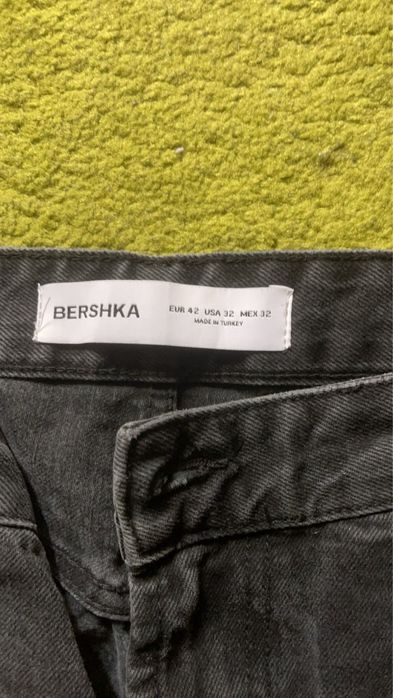 BERSHKA
EUR 42 USA 32 MEX 32
MADE IN TURKEY